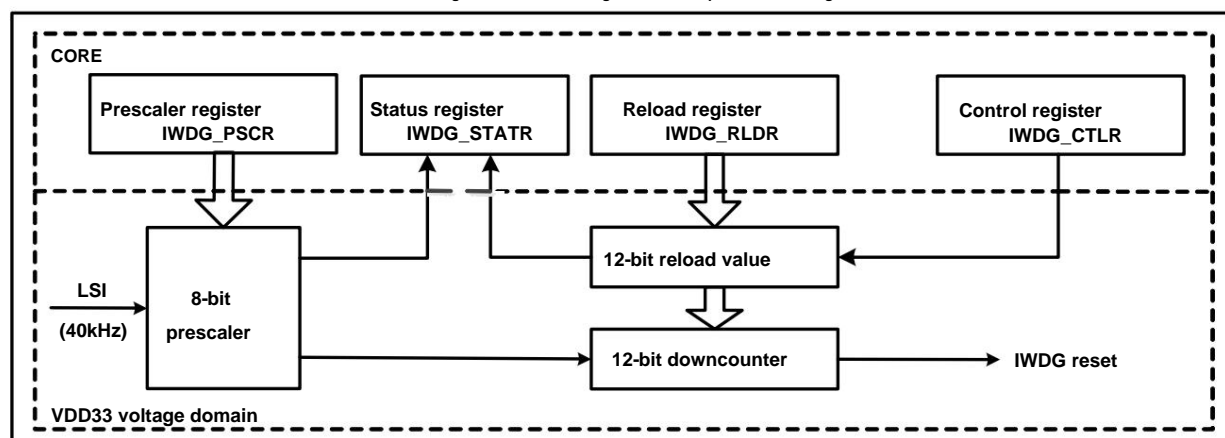 CORE
Prescaler register
IWDG_PSCR
Status register
IWDG_STATR
Reload register
IWDG_RLDR
Control register
IWDG_CTLR
LSI
(40kHz)
8-bit
prescaler
12-bit reload value
12-bit downcounter
IWDG reset
VDD33 voltage domain